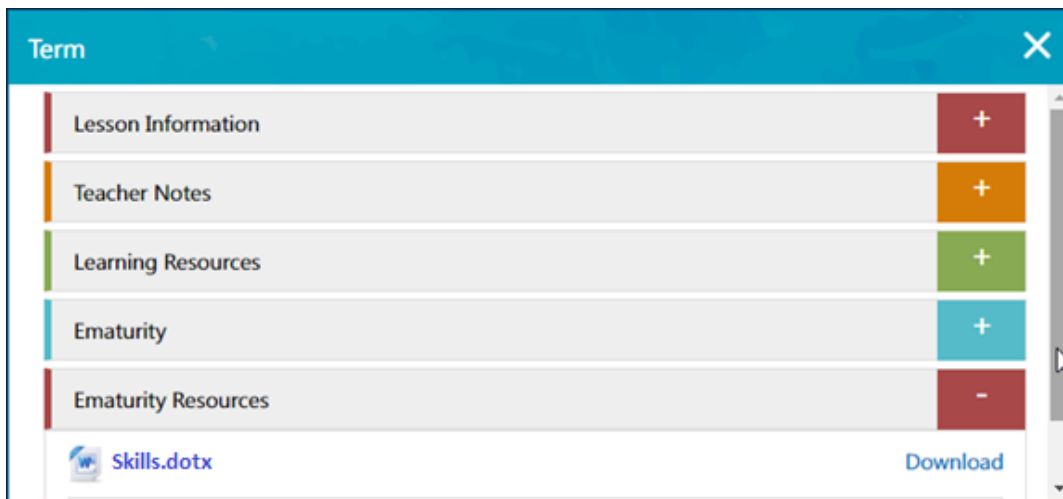 Term
Lesson Information +
Teacher Notes +
Learning Resources +
Ematurity +
Ematurity Resources -
Skills.dotx Download